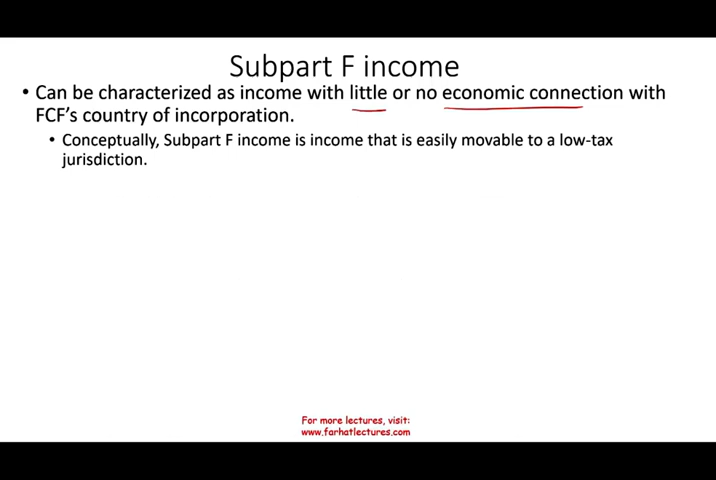 Subpart F income
• Can be characterized as income with little or no economic connection with
FCF's country of incorporation.
• Conceptually, Subpart F income is income that is easily movable to a low-tax
jurisdiction.
For more lectures, visit:
www.farhatlectures.com